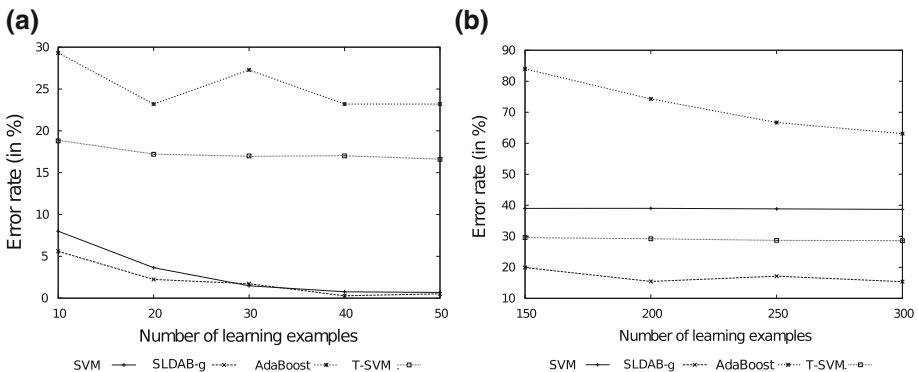 (a)
30
25
20
15
10
5
0
10 20 30 40 50
Error rate (in %)
Number of learning examples
SVM SLDAB-g AdaBoost T-SVM
(b)
90
80
70
60
50
40
30
20
10
150 200 250 300
Error rate (in %)
Number of learning examples
SVM SLDAB-g AdaBoost T-SVM